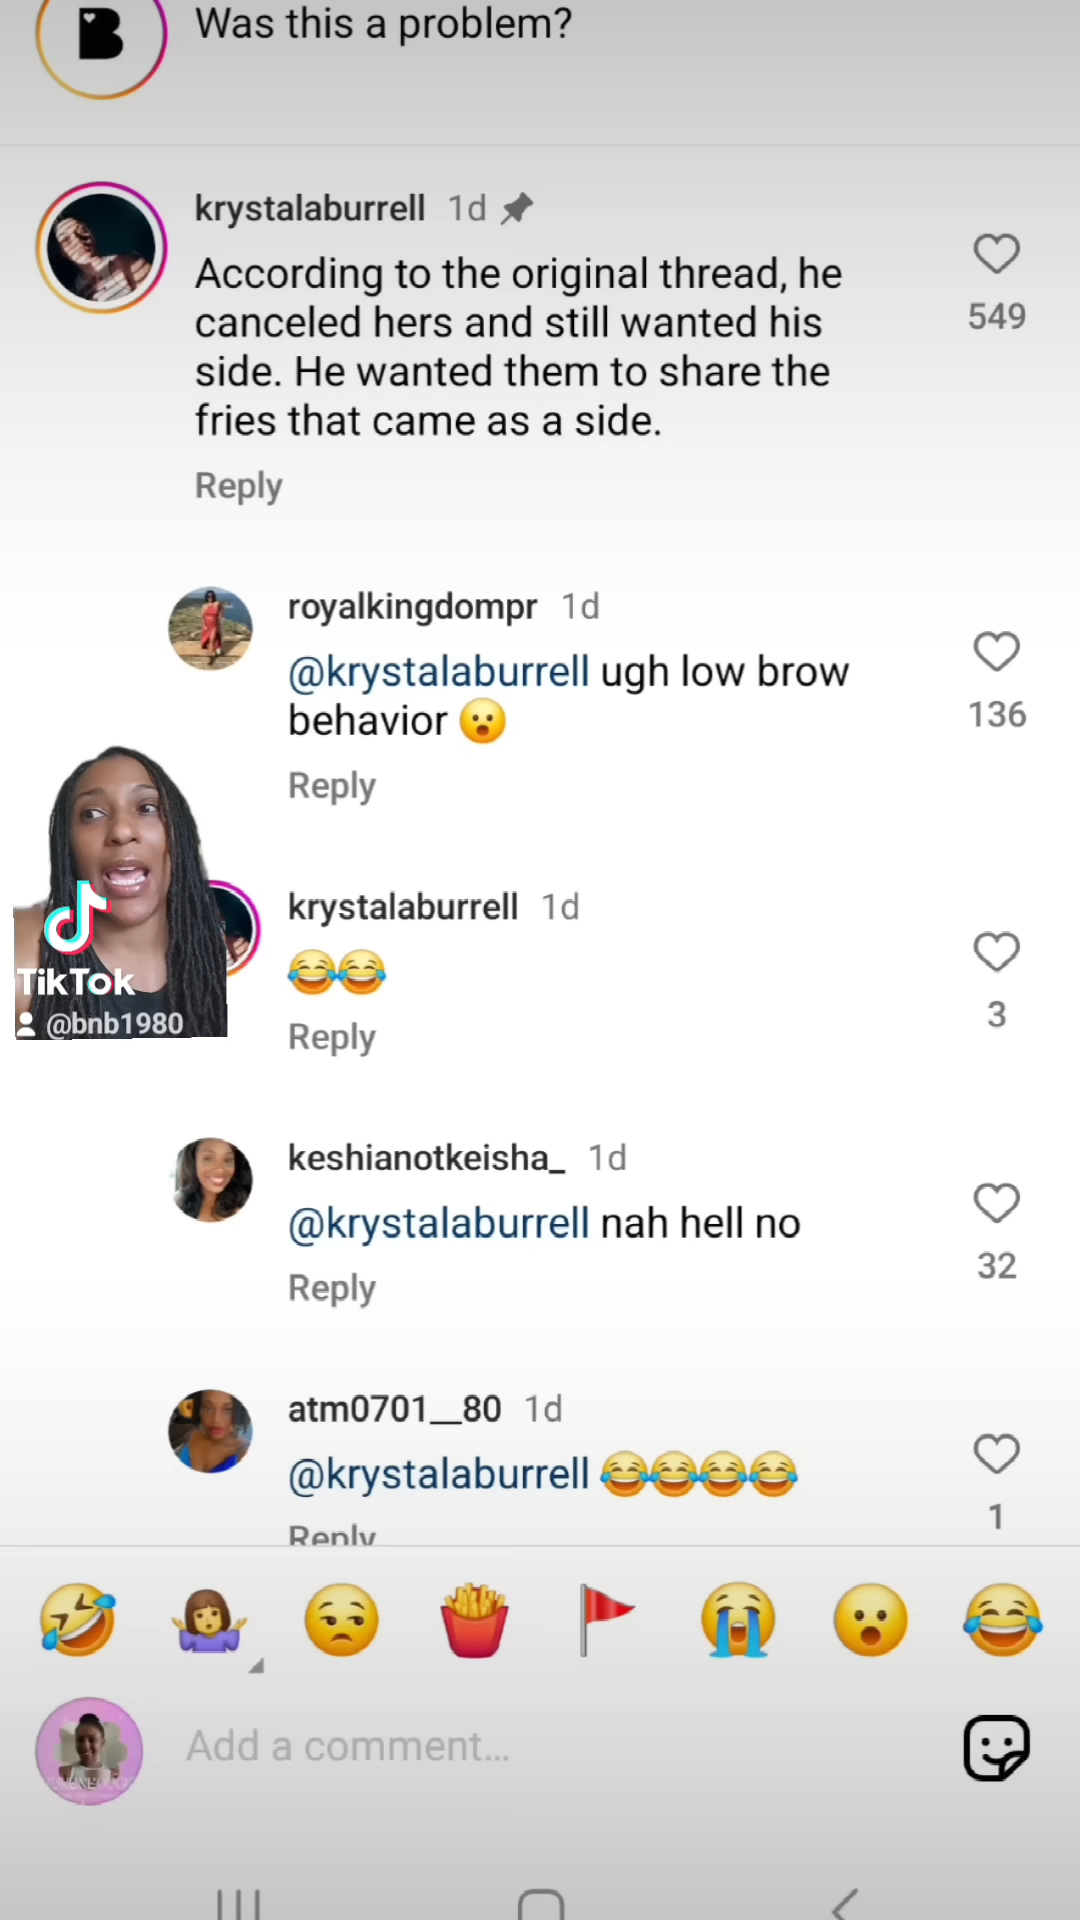 B
Was this a problem?
krystalaburrell 1d
According to the original thread, he
canceled hers and still wanted his
side. He wanted them to share the
fries that came as a side.
549
Reply
royalkingdompr 1d
@krystalaburrell ugh low brow
behavior 😮
136
Reply
krystalaburrell 1d
😂😂
3
Reply
TikTok
@bnb1980
keshianotkeisha_ 1d
@krystalaburrell nah hell no
32
Reply
atm0701__80 1d
@krystalaburrell 😂😂😂😂
1
Reply
Add a comment...